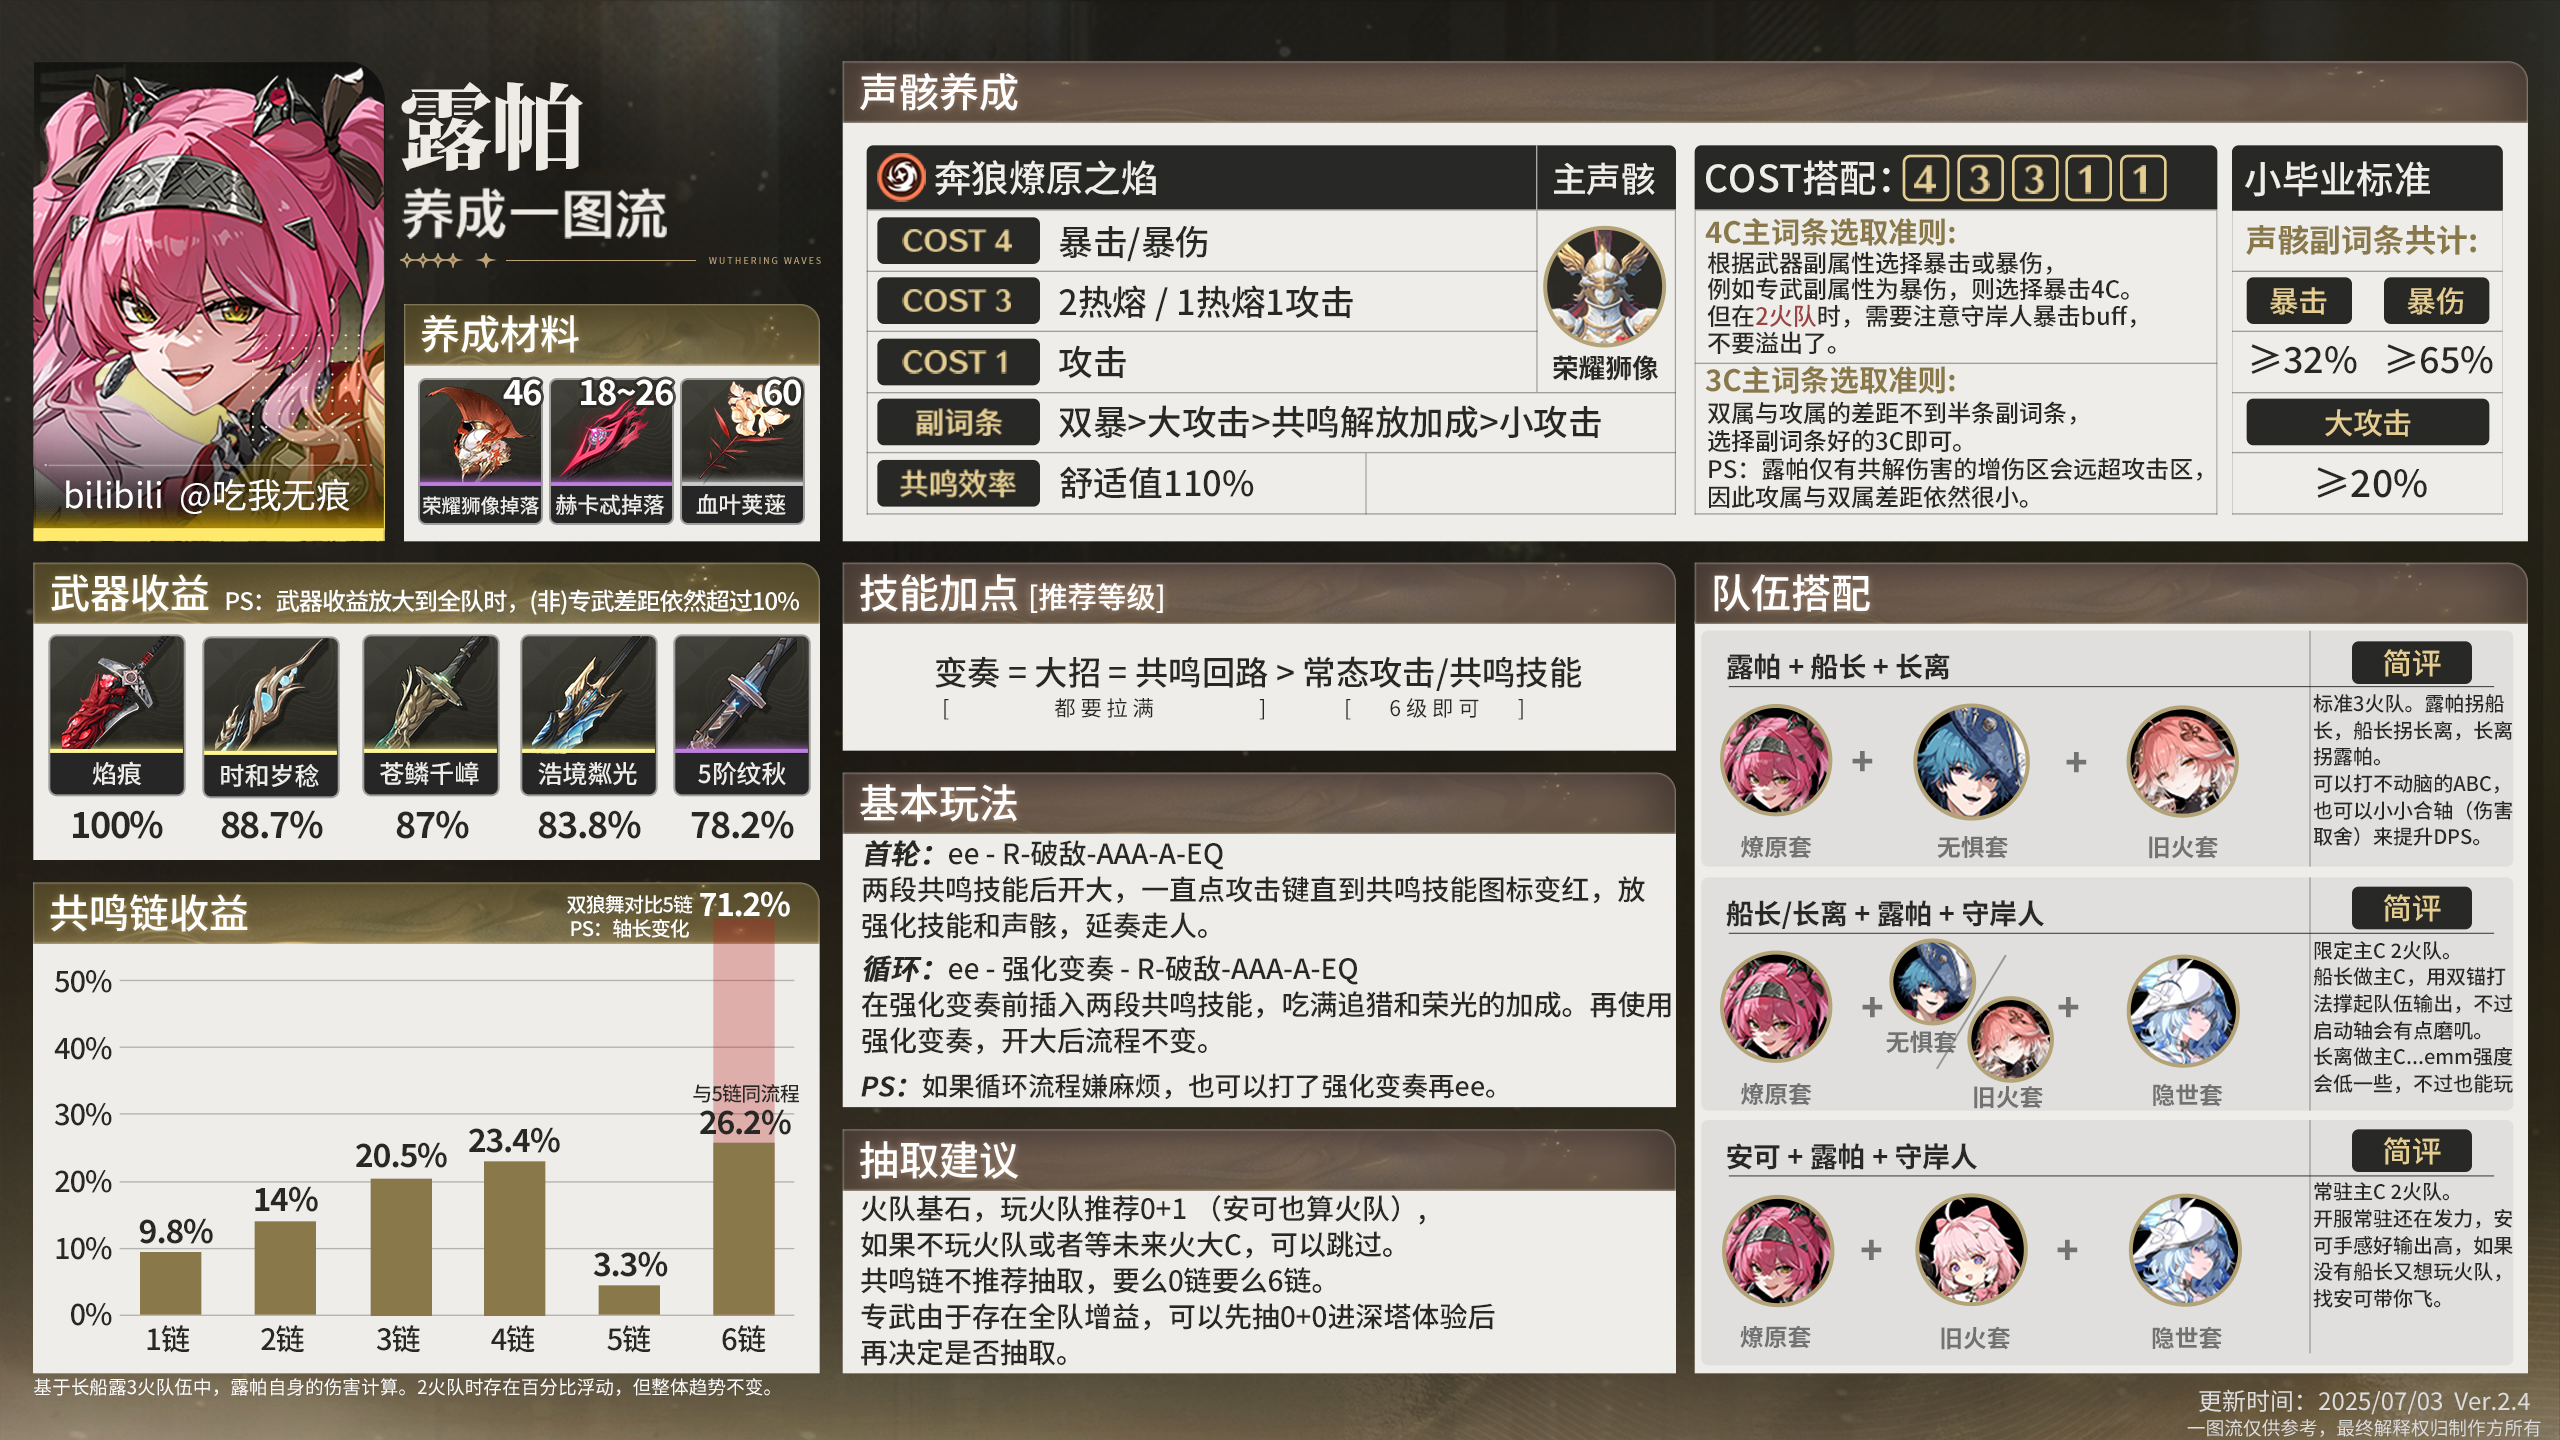 露帕
养成一图流
WUTHERING WAVES
bilibili @吃我无痕
养成材料
46
18~26
60
荣耀狮像掉落
赫卡忒掉落
血叶荚蒾
声骸养成
奔狼燎原之焰
主声骸
COST 4
暴击/暴伤
COST 3
2热熔 / 1热熔1攻击
COST 1
攻击
荣耀狮像
副词条
双暴>大攻击>共鸣解放加成>小攻击
共鸣效率
舒适值110%
COST搭配：4 3 3 1 1
4C主词条选取准则:
根据武器副属性选择暴击或暴伤，
例如专武副属性为暴伤，则选择暴击4C。
但在2火队时，需要注意守岸人暴击buff，
不要溢出了。
3C主词条选取准则:
双属与攻属的差距不到半条副词条，
选择副词条好的3C即可。
PS：露帕仅有共解伤害的增伤区会远超攻击区，
因此攻属与双属差距依然很小。
小毕业标准
声骸副词条共计:
暴击
暴伤
≥32%
≥65%
大攻击
≥20%
武器收益
PS：武器收益放大到全队时，(非)专武差距依然超过10%
焰痕
时和岁稔
苍鳞千嶂
浩境粼光
5阶纹秋
100%
88.7%
87%
83.8%
78.2%
共鸣链收益
双狼舞对比5链
PS：轴长变化
71.2%
50%
40%
30%
20%
10%
0%
9.8%
14%
20.5%
23.4%
3.3%
与5链同流程
26.2%
1链
2链
3链
4链
5链
6链
基于长船露3火队伍中，露帕自身的伤害计算。2火队时存在百分比浮动，但整体趋势不变。
技能加点 [推荐等级]
变奏 = 大招 = 共鸣回路 > 常态攻击/共鸣技能
[ 都要拉满 ] [ 6级即可 ]
基本玩法
首轮：ee - R-破敌-AAA-A-EQ
两段共鸣技能后开大，一直点攻击键直到共鸣技能图标变红，放
强化技能和声骸，延奏走人。
循环：ee - 强化变奏 - R-破敌-AAA-A-EQ
在强化变奏前插入两段共鸣技能，吃满追猎和荣光的加成。再使用
强化变奏，开大后流程不变。
PS：如果循环流程嫌麻烦，也可以打了强化变奏再ee。
抽取建议
火队基石，玩火队推荐0+1 （安可也算火队），
如果不玩火队或者等未来火大C，可以跳过。
共鸣链不推荐抽取，要么0链要么6链。
专武由于存在全队增益，可以先抽0+0进深塔体验后
再决定是否抽取。
队伍搭配
露帕 + 船长 + 长离
+
+
燎原套
无惧套
旧火套
简评
标准3火队。露帕拐船
长，船长拐长离，长离
拐露帕。
可以打不动脑的ABC，
也可以小小合轴（伤害
取舍）来提升DPS。
船长/长离 + 露帕 + 守岸人
+
+
无惧套
燎原套
旧火套
隐世套
简评
限定主C 2火队。
船长做主C，用双锚打
法撑起队伍输出，不过
启动轴会有点磨叽。
长离做主C...emm强度
会低一些，不过也能玩
安可 + 露帕 + 守岸人
+
+
燎原套
旧火套
隐世套
简评
常驻主C 2火队。
开服常驻还在发力，安
可手感好输出高，如果
没有船长又想玩火队，
找安可带你飞。
更新时间：2025/07/03 Ver.2.4
一图流仅供参考，最终解释权归制作方所有